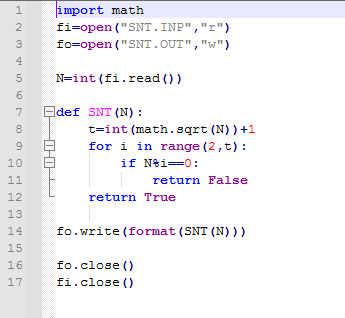 1 import math
2 fi=open("SNT.INP","r")
3 fo=open("SNT.OUT","w")
4
5 N=int(fi.read())
6
7 def SNT(N):
8     t=int(math.sqrt(N))+1
9     for i in range(2,t):
10         if N%i==0:
11             return False
12     return True
13
14 fo.write(format(SNT(N)))
15
16 fo.close()
17 fi.close()